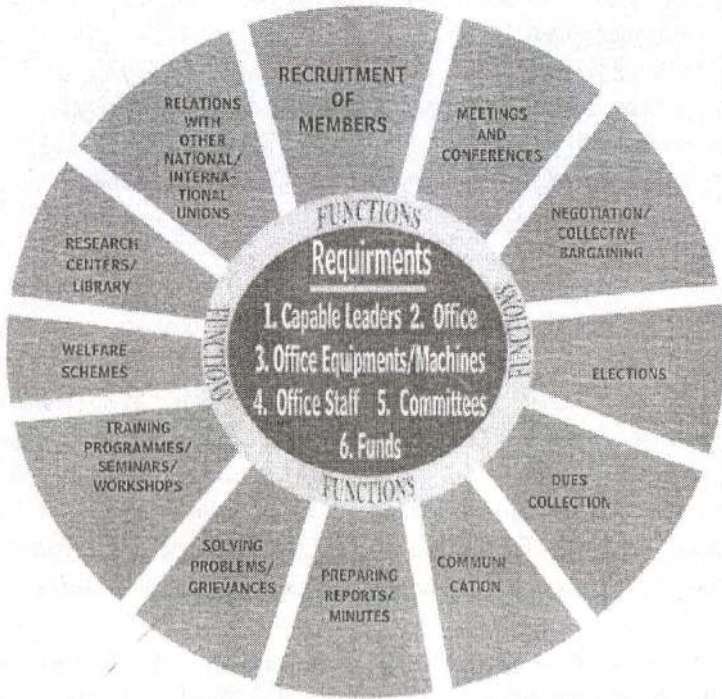 RECRUITMENT
OF
MEMBERS
MEETINGS
AND
CONFERENCES
NEGOTIATION/
COLLECTIVE
BARGAINING
ELECTIONS
DUES
COLLECTION
COMMUNI
CATION
PREPARING
REPORTS/
MINUTES
SOLVING
PROBLEMS/
GRIEVANCES
TRAINING
PROGRAMMES/
SEMINARS/
WORKSHOPS
WELFARE
SCHEMES
RESEARCH
CENTERS/
LIBRARY
RELATIONS
WITH
OTHER
NATIONAL/
INTERNA-
TIONAL
UNIONS
FUNCTIONS
FUNCTIONS
FUNCTIONS
FUNCTIONS
Requirments
1. Capable Leaders 2. Office
3. Office Equipments/Machines
4. Office Staff 5. Committees
6. Funds